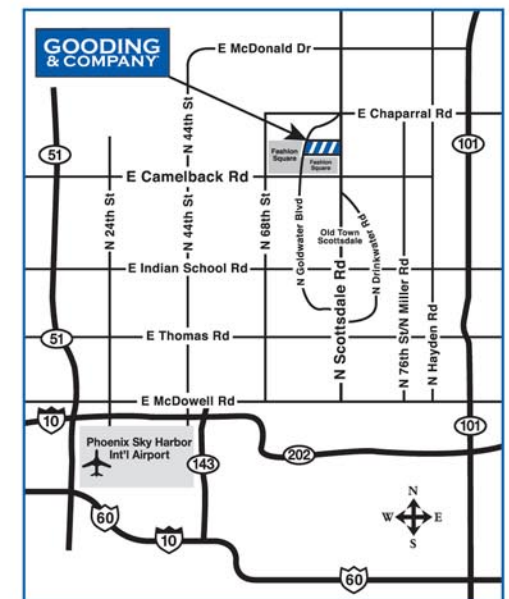 GOODING
& COMPANY
E McDonald Dr
N 44th St
E Chaparral Rd
101
51
Fashion
Square
Fashion
Square
E Camelback Rd
N 24th St
N 44th St
N 68th St
N Goldwater Blvd
Old Town
Scottsdale
N Drinkwater Rd
N Scottsdale Rd
N 76th St/N Miller Rd
N Hayden Rd
E Indian School Rd
51
E Thomas Rd
E McDowell Rd
10
101
Phoenix Sky Harbor
Int'l Airport
143
202
60
10
N
W E
S
60